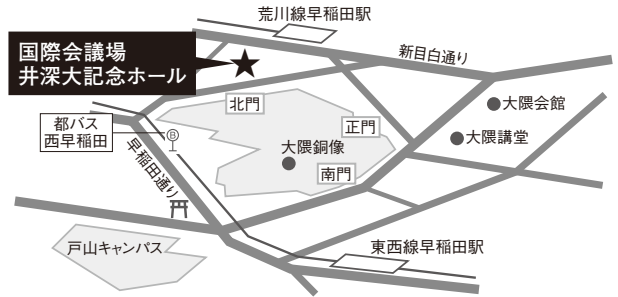 荒川線早稲田駅
国際会議場
井深大記念ホール
新目白通り
北門
正門
大隈会館
都バス
西早稲田
B
大隈講堂
大隈銅像
早稲田通り
南門
戸山キャンパス
東西線早稲田駅